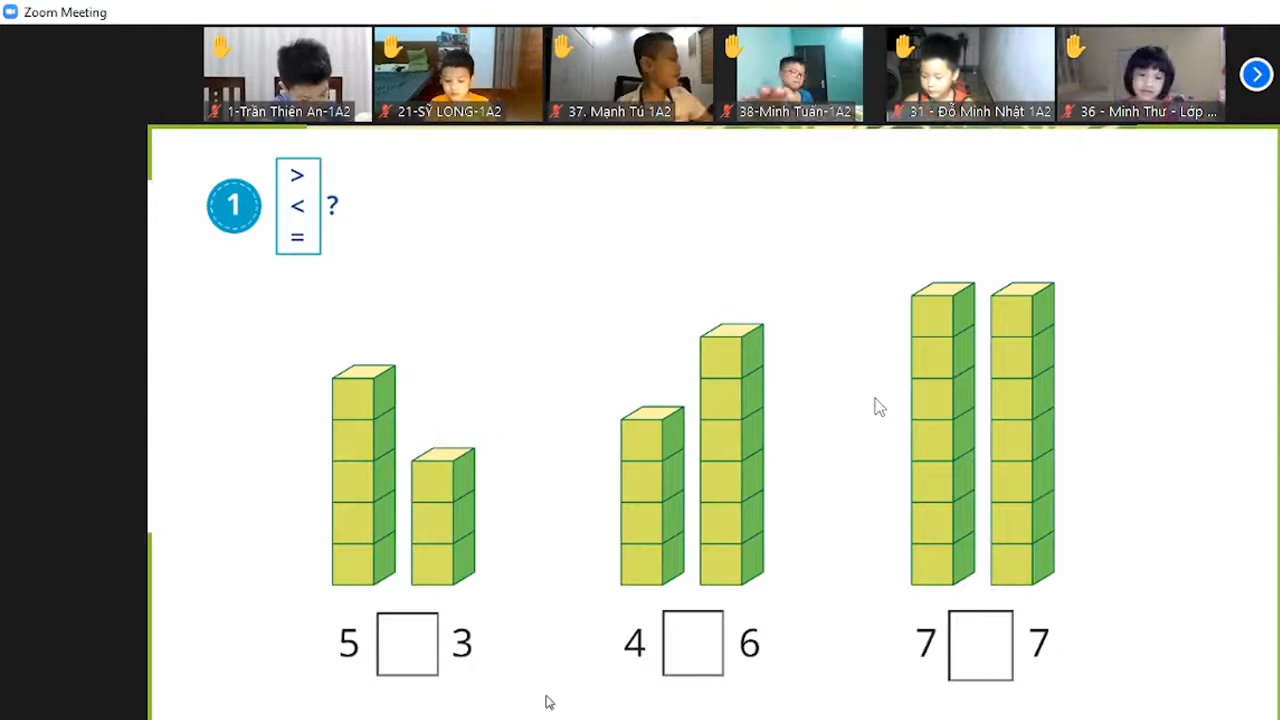 Zoom Meeting
1-Trần Thiên An-1A2
21-SỸ LONG-1A2
37. Mạnh Tú 1A2
38-Minh Tuấn-1A2
31 - Đỗ Minh Nhật 1A2
36 - Minh Thư - Lớp ...
1
>
<
=
?
5 3
4 6
7 7